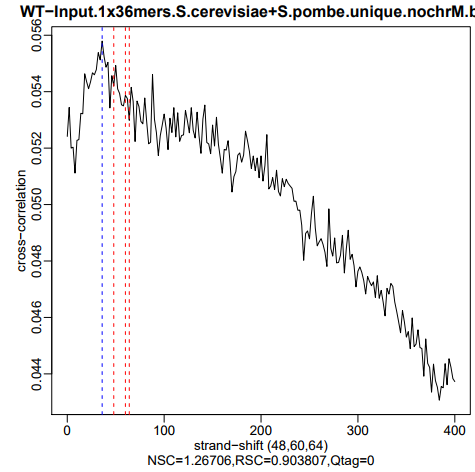 WT−Input.1x36mers.S.cerevisiae+S.pombe.unique.nochrM.b
cross−correlation
0.056
0.054
0.052
0.050
0.048
0.046
0.044
0 100 200 300 400
strand−shift (48,60,64)
NSC=1.26706,RSC=0.903807,Qtag=0